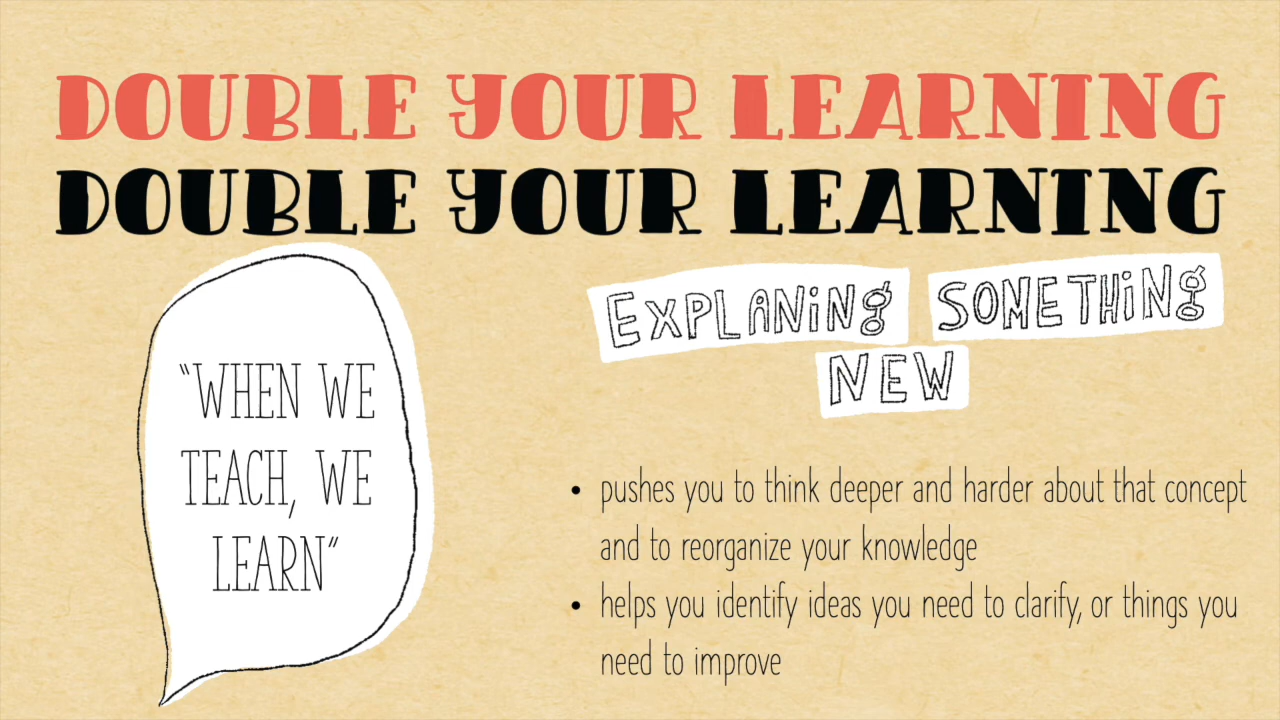 DOUBLE YOUR LEARNING
DOUBLE YOUR LEARNING
"WHEN WE
TEACH, WE
LEARN"
EXPLANiNg SOMETHiNg
NEW
• pushes you to think deeper and harder about that concept
and to reorganize your knowledge
• helps you identify ideas you need to clarify, or things you
need to improve